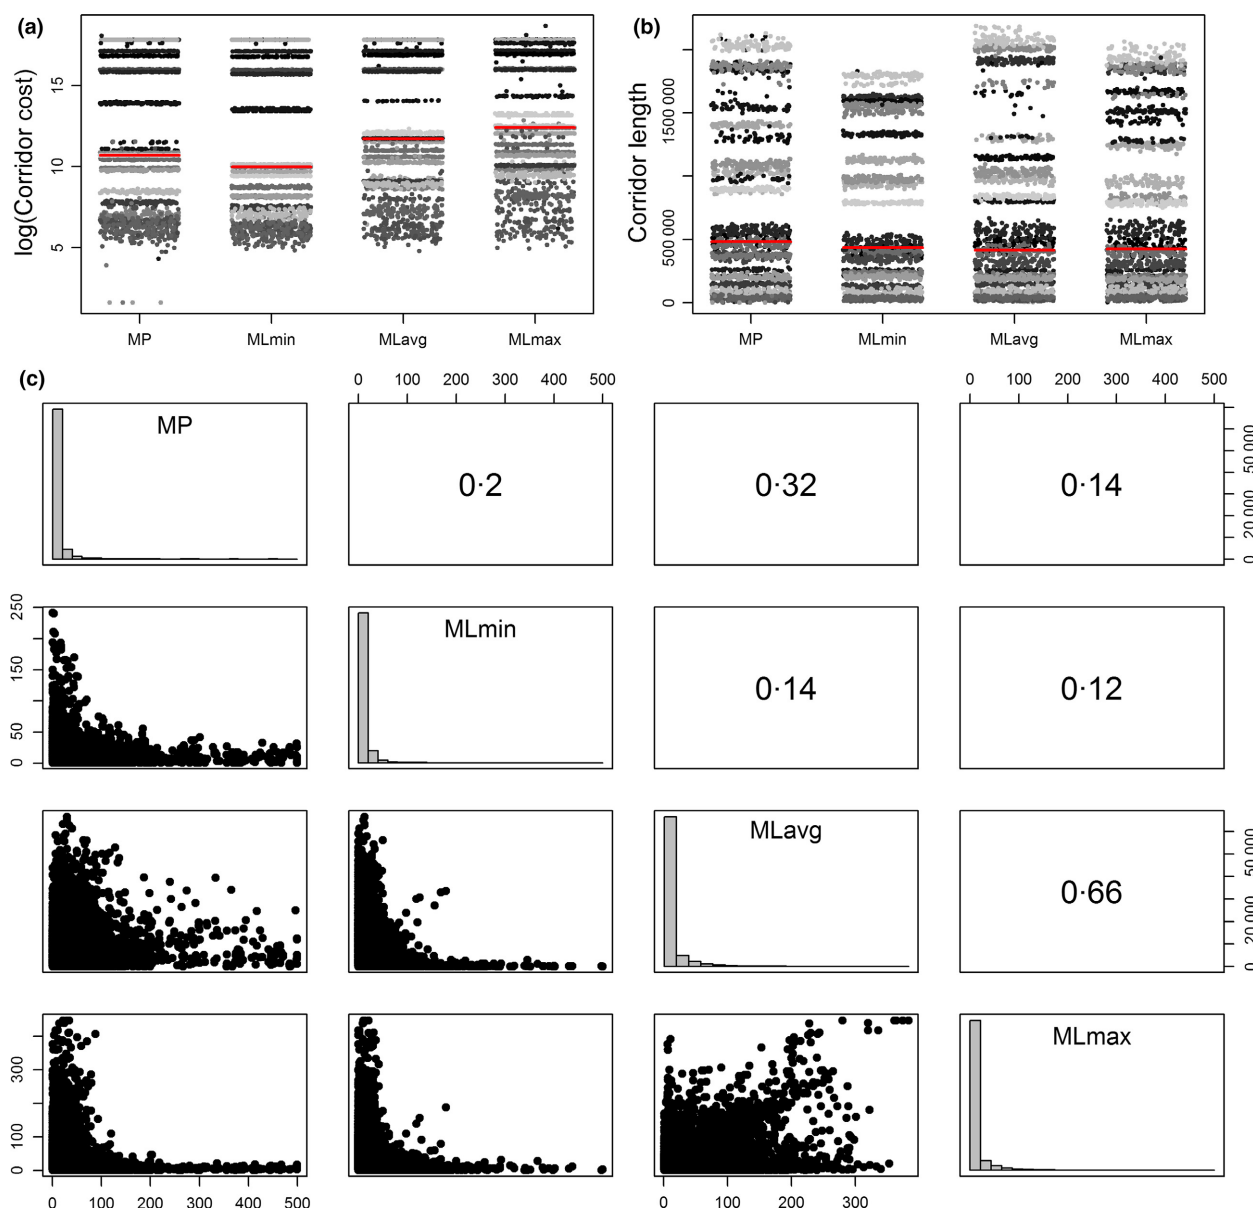 (a)
log(Corridor cost)
15
10
5
MP MLmin MLavg MLmax
(b)
Corridor length
1500 000
500 000
0
MP MLmin MLavg MLmax
(c)
0 100 200 300 400 500
0 100 200 300 400 500
MP
0·2
0·32
0·14
50 000
20 000
0
250
150
50
0
MLmin
0·14
0·12
MLavg
0·66
50 000
20 000
0
300
100
0
MLmax
0 100 200 300 400 500
0 100 200 300